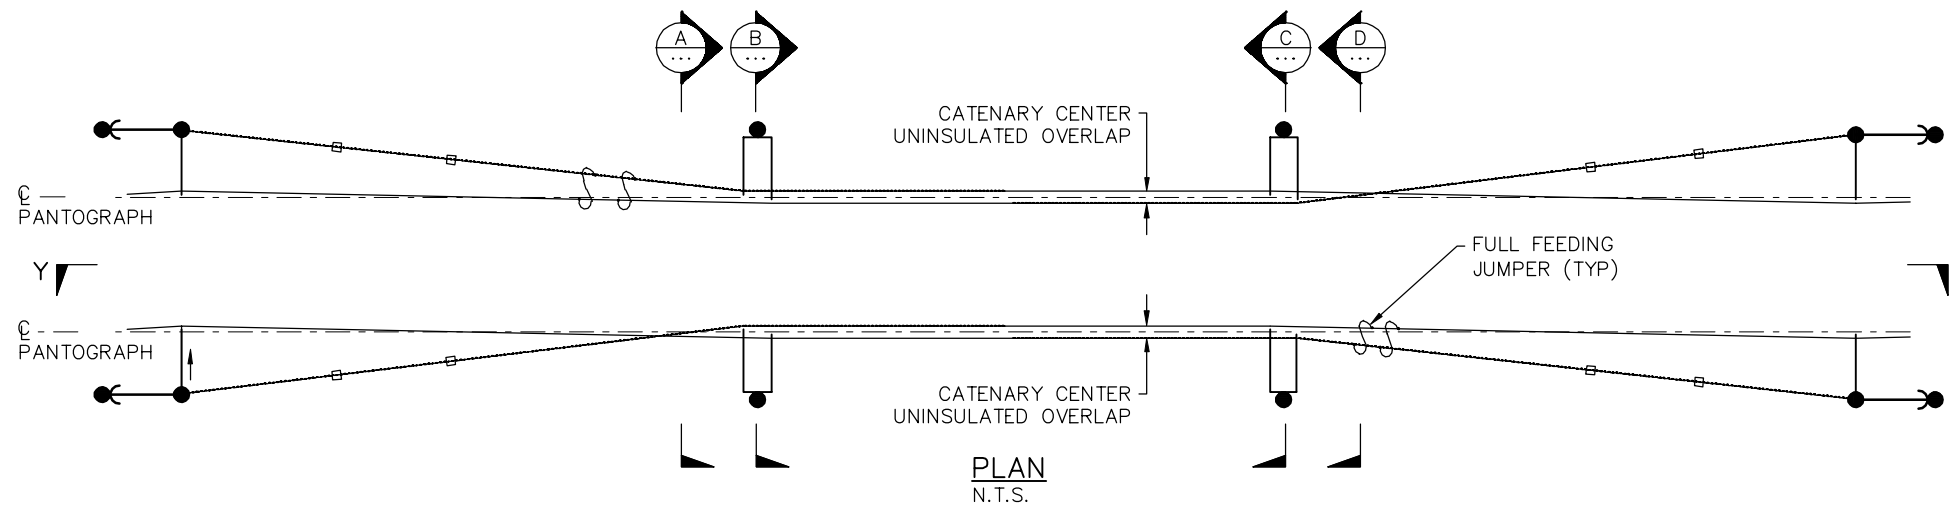 A
...
B
...
C
...
D
...
CATENARY CENTER
UNINSULATED OVERLAP
℄
PANTOGRAPH
FULL FEEDING
JUMPER (TYP)
Y
℄
PANTOGRAPH
CATENARY CENTER
UNINSULATED OVERLAP
PLAN
N.T.S.